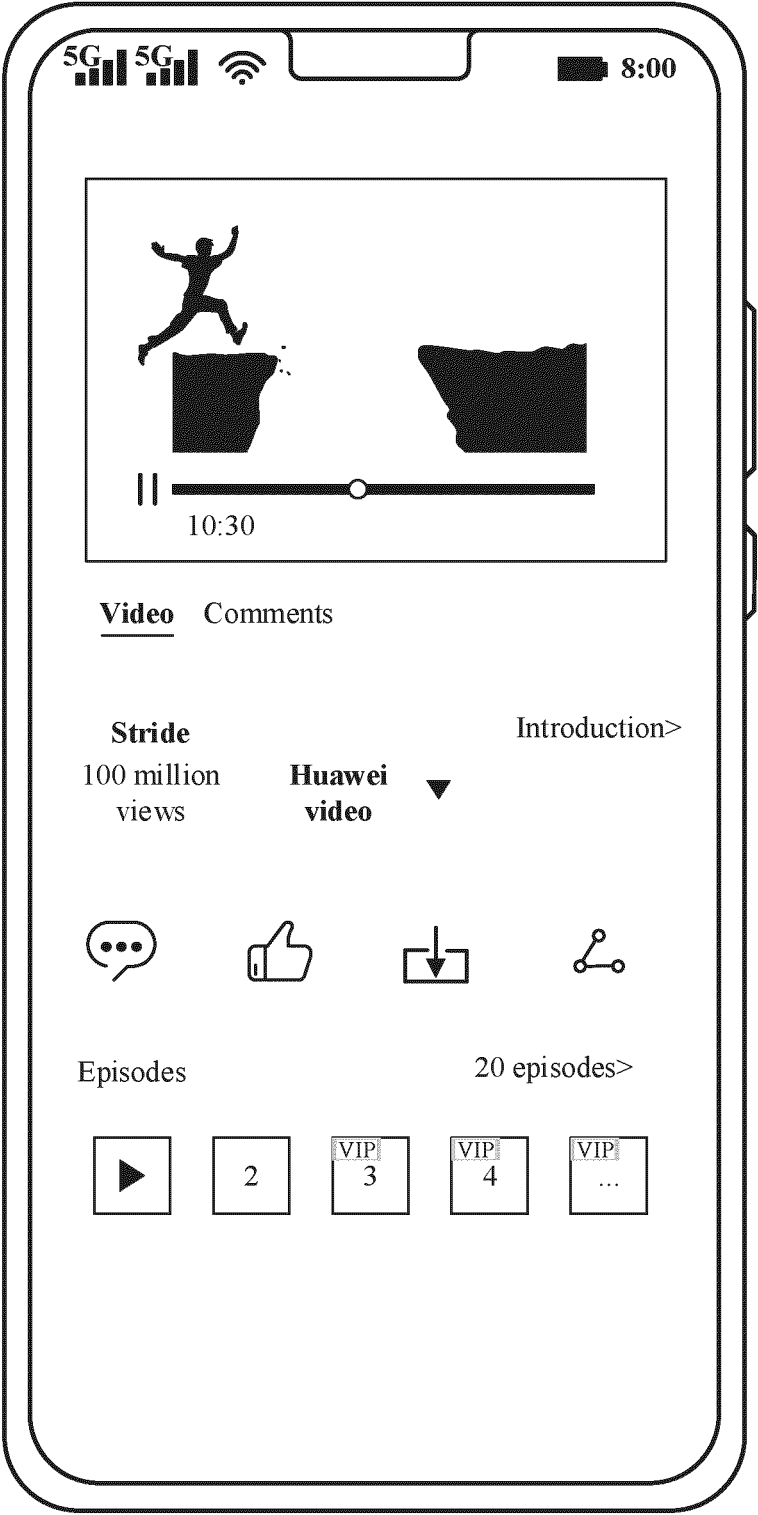 5G 5G 8:00
10:30
Video Comments
Stride
Introduction>
100 million
views
Huawei
video
Episodes
20 episodes>
2
VIP
3
VIP
4
VIP
...